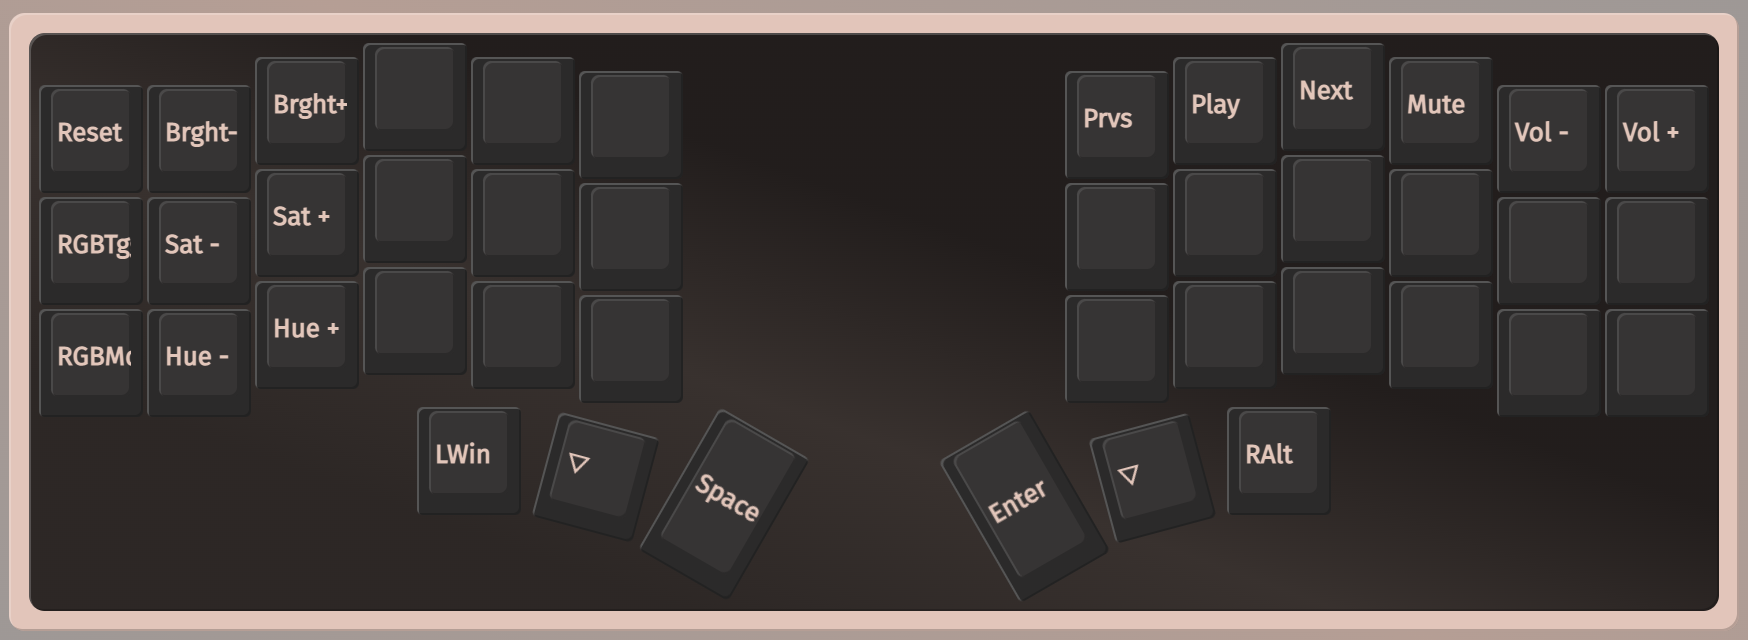 Reset
Brght-
Brght+
Prvs
Play
Next
Mute
Vol -
Vol +
RGBTg
Sat -
Sat +
Hue -
Hue +
LWin
▽
Space
Enter
▽
RAlt